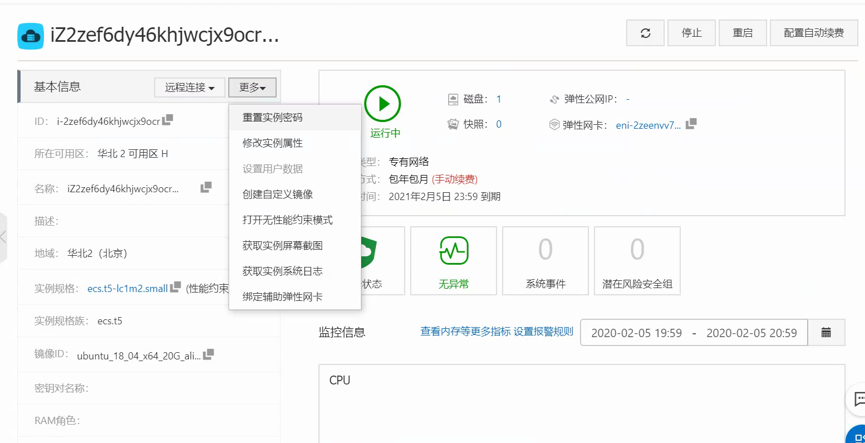 iZ2zef6dy46khjwcjx9ocr...
停止
重启
配置自动续费
基本信息
远程连接
更多
ID： i-2zef6dy46khjwcjx9ocr
所在可用区： 华北 2 可用区 H
名称： iZ2zef6dy46khjwcjx9ocr...
描述：
地域： 华北2（北京）
实例规格： ecs.t5-lc1m2.small (性能约束
实例规格族： ecs.t5
镜像ID： ubuntu_18_04_x64_20G_ali...
密钥对名称：
RAM角色：
重置实例密码
修改实例属性
设置用户数据
创建自定义镜像
打开无性能约束模式
获取实例屏幕截图
获取实例系统日志
绑定辅助弹性网卡
运行中
磁盘： 1
弹性公网IP： -
快照： 0
弹性网卡： eni-2zeenvv7...
类型： 专有网络
方式： 包年包月 (手动续费)
时间： 2021年2月5日 23:59 到期
状态
无异常
0
系统事件
0
潜在风险安全组
监控信息
查看内存等更多指标 设置报警规则
2020-02-05 19:59 - 2020-02-05 20:59
CPU